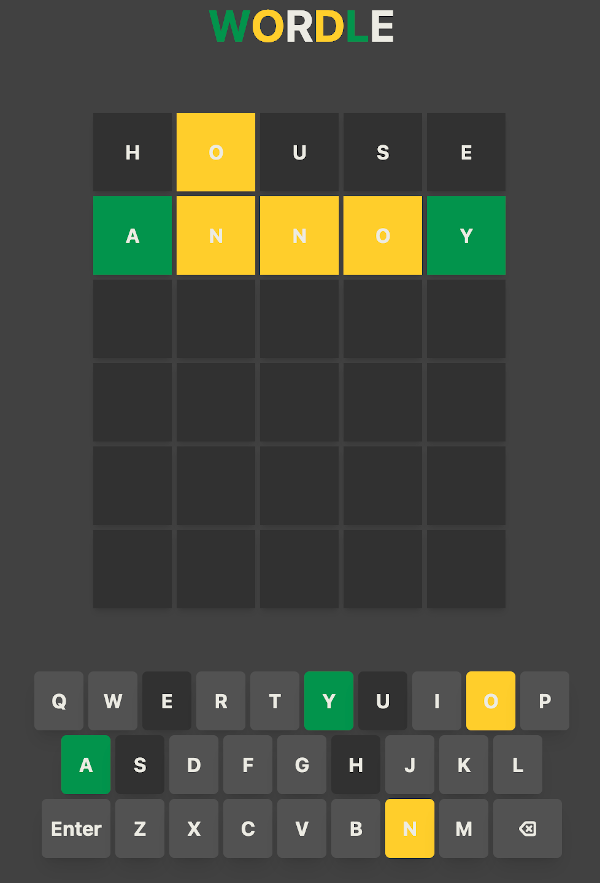 WORDLE
H O U S E
A N N O Y
Q W E R T Y U I O P
A S D F G H J K L
Enter Z X C V B N M